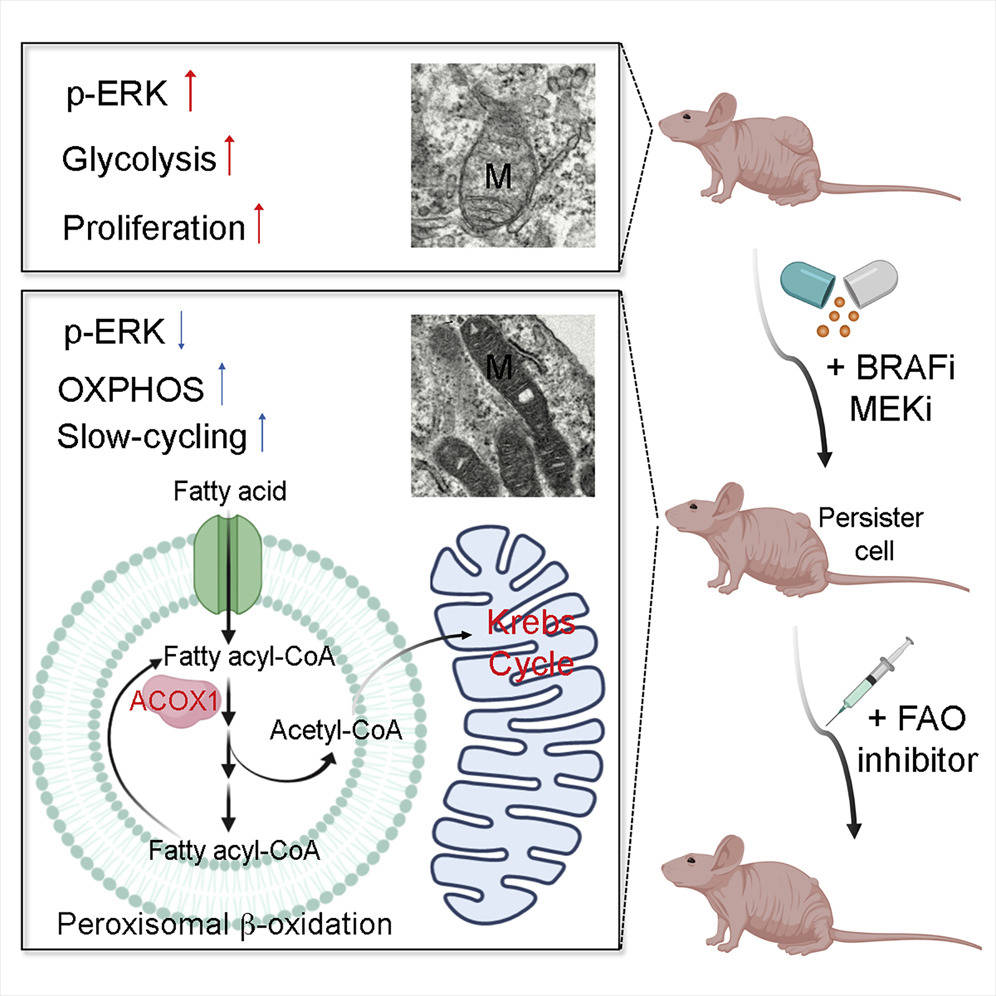 p-ERK
Glycolysis
Proliferation
M
p-ERK
OXPHOS
Slow-cycling
M
Fatty acid
Fatty acyl-CoA
ACOX1
Acetyl-CoA
Fatty acyl-CoA
Peroxisomal β-oxidation
Krebs
Cycle
+ BRAFi
MEKi
Persister
cell
+ FAO
inhibitor